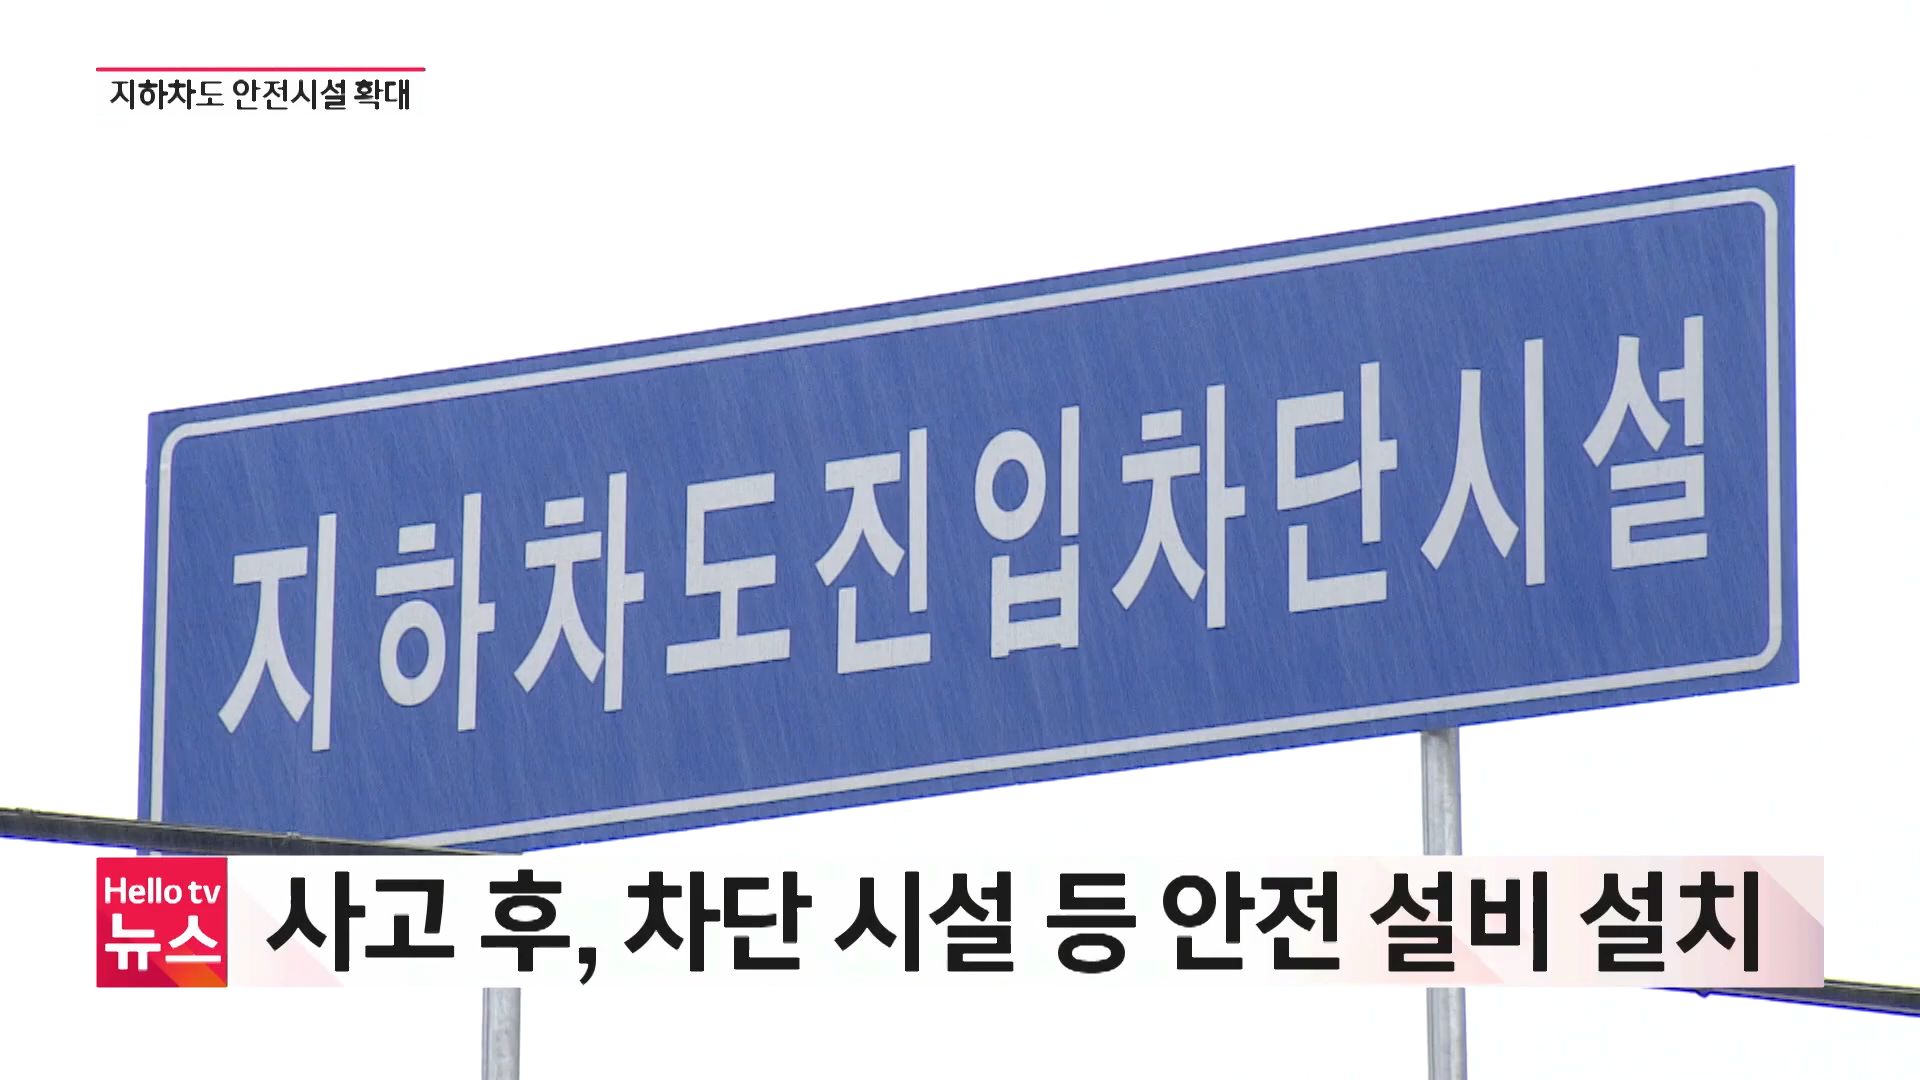 지하차도 안전시설 확대
지하차도진입차단시설
Hello tv
뉴스
사고 후, 차단 시설 등 안전 설비 설치